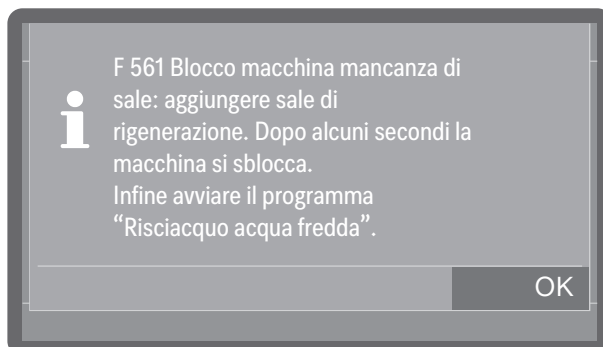 F 561 Blocco macchina mancanza di
sale: aggiungere sale di
rigenerazione. Dopo alcuni secondi la
macchina si sblocca.
Infine avviare il programma
“Risciacquo acqua fredda”.
OK